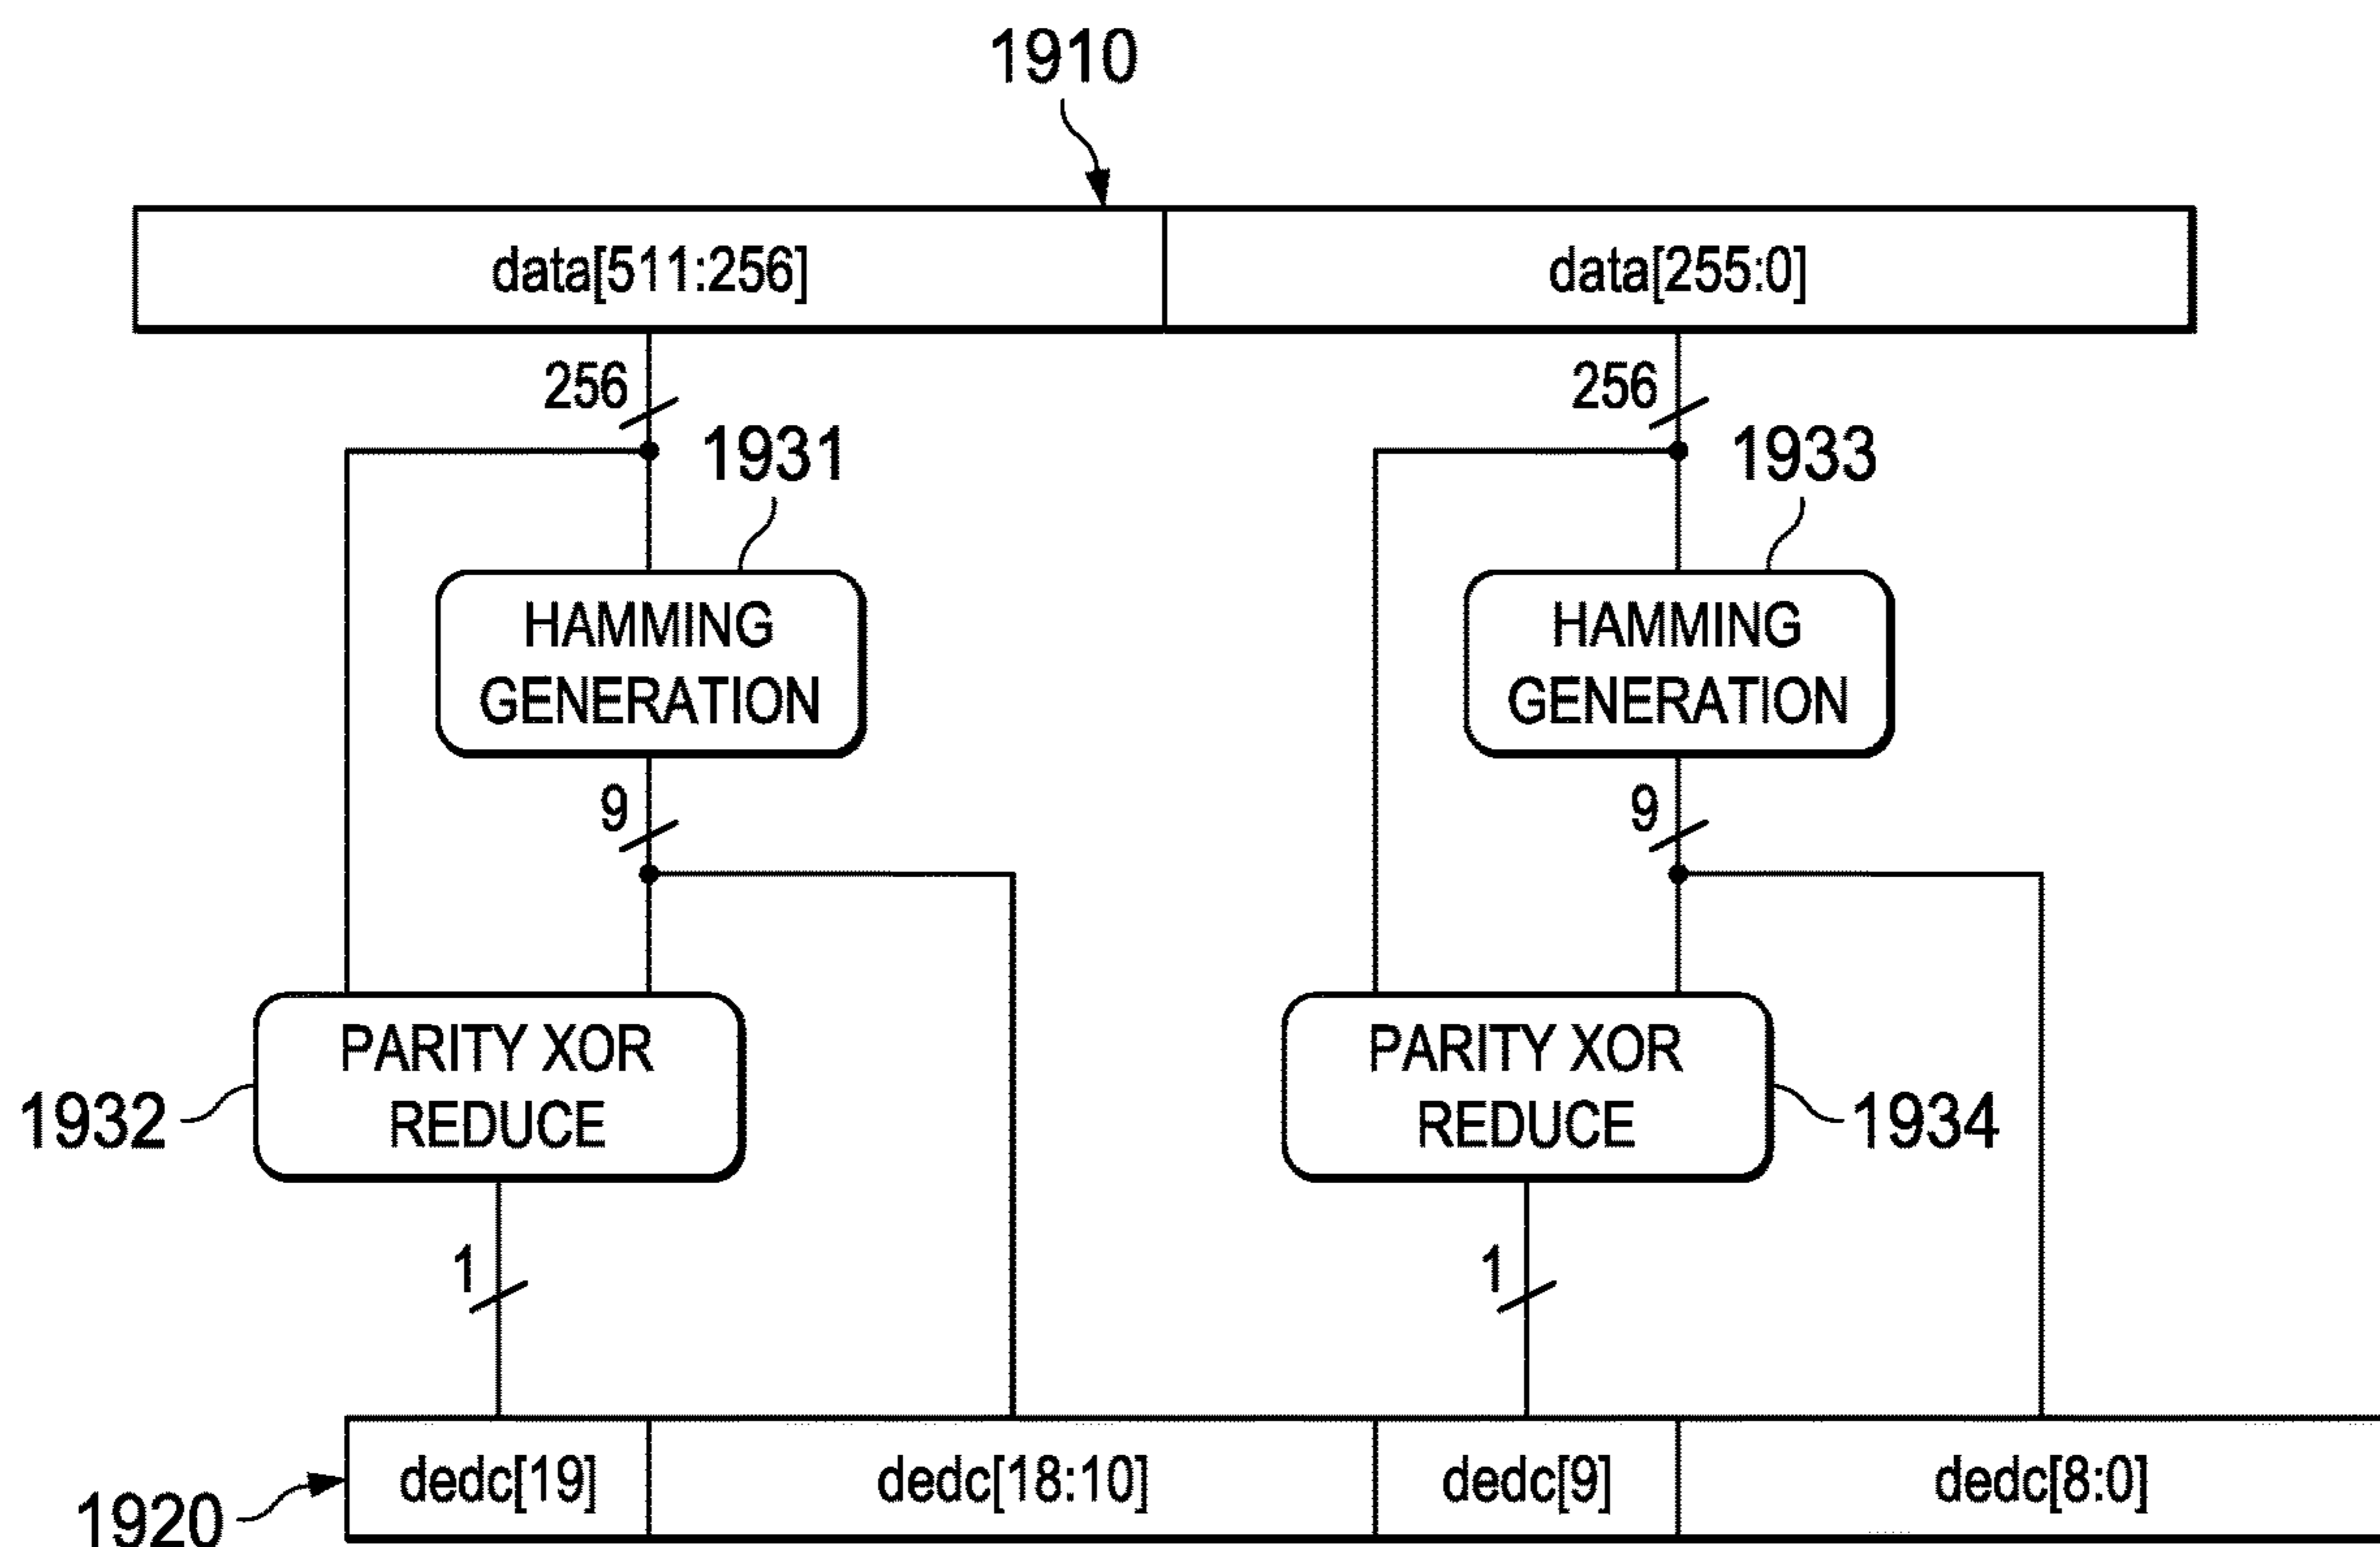 1910
data[511:256]
data[255:0]
256
256
1931
1933
HAMMING
GENERATION
HAMMING
GENERATION
9
9
PARITY XOR
REDUCE
PARITY XOR
REDUCE
1932
1934
1
1
dedc[19]
dedc[18:10]
dedc[9]
dedc[8:0]
1920